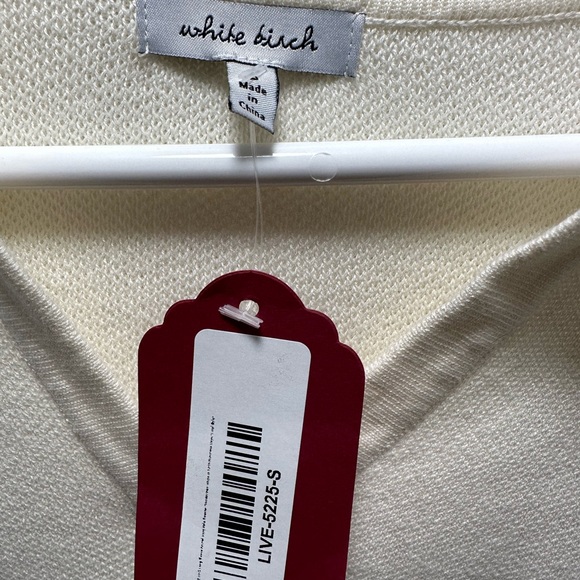 white birch
S
Made
in
China
LIVE-5225-S